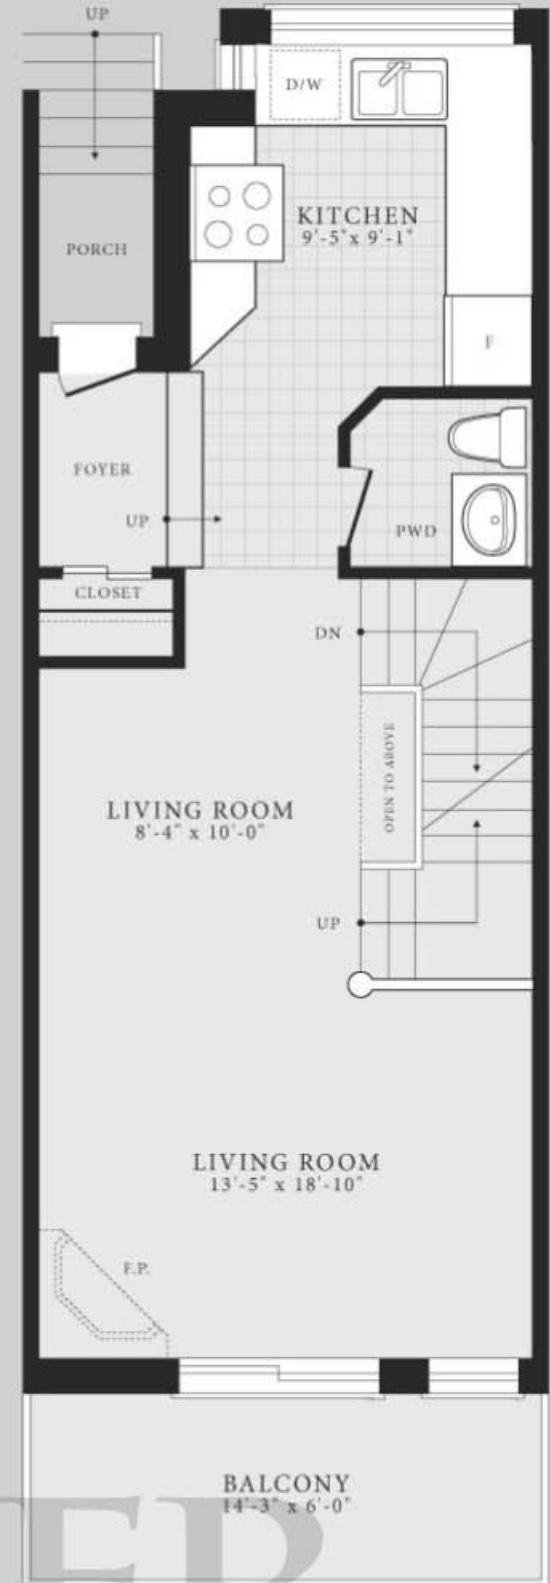 UP
D/W
KITCHEN
9'-5" x 9'-1"
PORCH
F
FOYER
UP
PWD
CLOSET
DN
OPEN TO ABOVE
LIVING ROOM
8'-4" x 10'-0"
UP
LIVING ROOM
13'-5" x 18'-10"
F.P.
BALCONY
14'-3" x 6'-0"